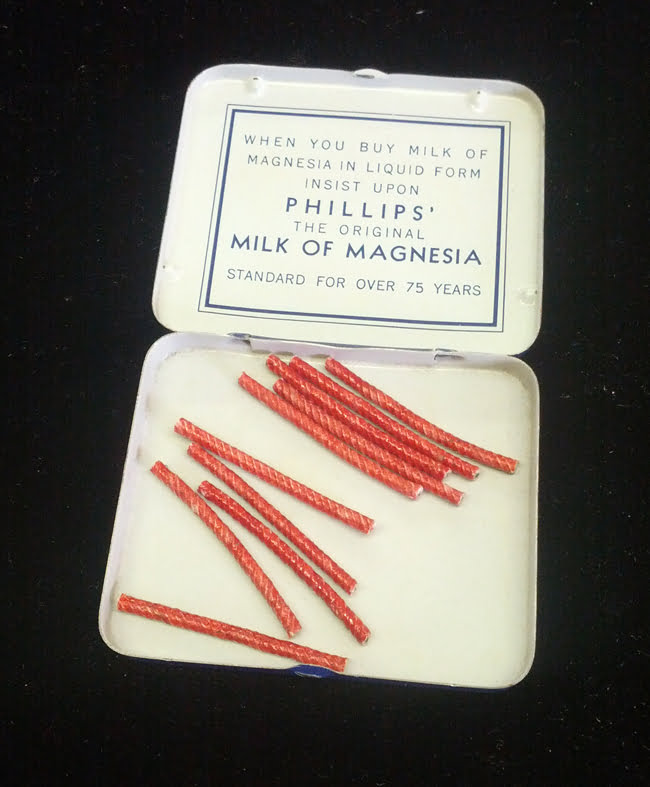 WHEN YOU BUY MILK OF
MAGNESIA IN LIQUID FORM
INSIST UPON
PHILLIPS'
THE ORIGINAL
MILK OF MAGNESIA
STANDARD FOR OVER 75 YEARS